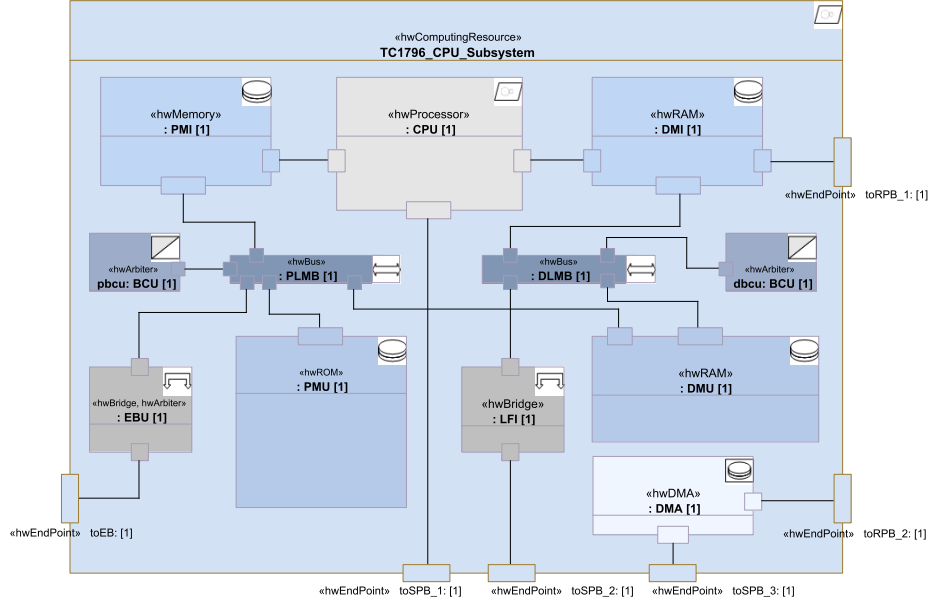 «hwComputingResource»
TC1796_CPU_Subsystem
«hwMemory»
: PMI [1]
«hwProcessor»
: CPU [1]
«hwRAM»
: DMI [1]
«hwEndPoint» toRPB_1: [1]
«hwArbiter»
pbcu: BCU [1]
«hwBus»
: PLMB [1]
«hwBus»
: DLMB [1]
«hwArbiter»
dbcu: BCU [1]
«hwBridge, hwArbiter»
: EBU [1]
«hwROM»
: PMU [1]
«hwBridge»
: LFI [1]
«hwRAM»
: DMU [1]
«hwDMA»
: DMA [1]
«hwEndPoint» toEB: [1]
«hwEndPoint» toRPB_2: [1]
«hwEndPoint» toSPB_1: [1]
«hwEndPoint» toSPB_2: [1]
«hwEndPoint» toSPB_3: [1]